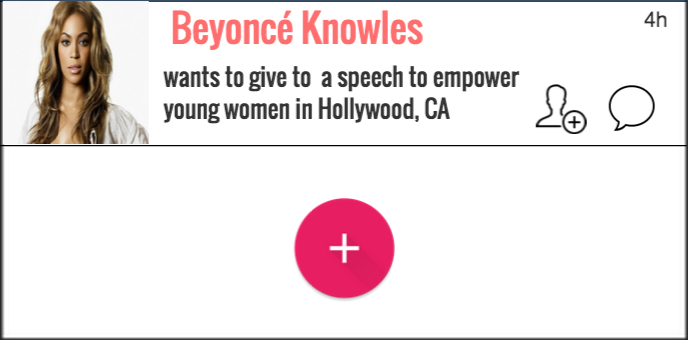 Beyoncé Knowles
4h
wants to give to  a speech to empower
young women in Hollywood, CA